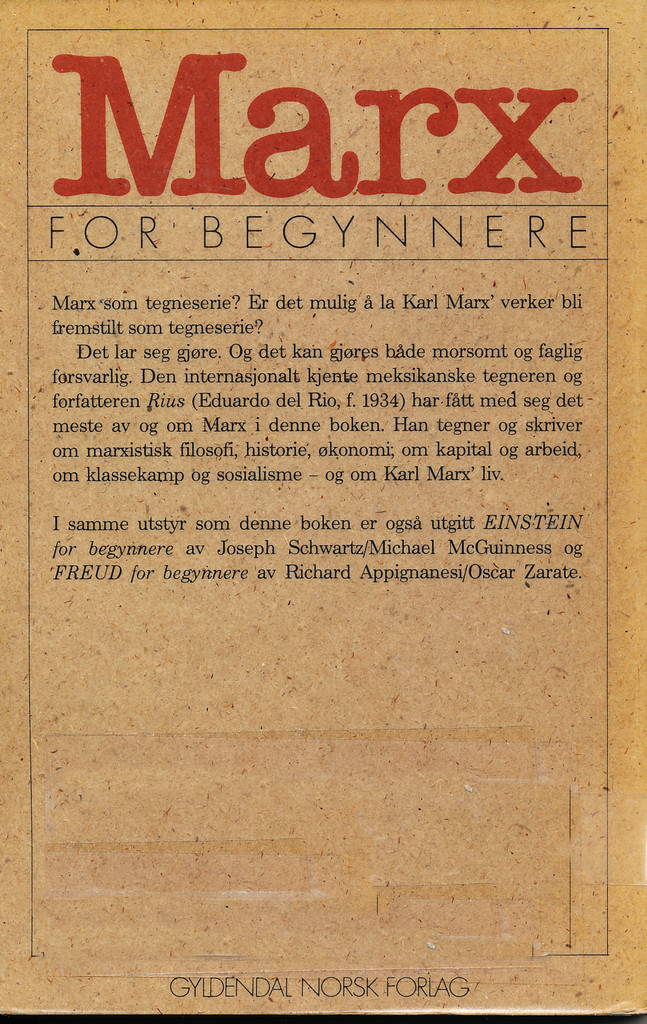 Marx
FOR BEGYNNERE
Marx som tegneserie? Er det mulig å la Karl Marx' verker bli
fremstilt som tegneserie?
Det lar seg gjøre. Og det kan gjøres både morsomt og faglig
forsvarlig. Den internasjonalt kjente meksikanske tegneren og
forfatteren Rius (Eduardo del Rio, f. 1934) har fått med seg det
meste av og om Marx i denne boken. Han tegner og skriver
om marxistisk filosofi, historie, økonomi, om kapital og arbeid,
om klassekamp og sosialisme – og om Karl Marx' liv.
I samme utstyr som denne boken er også utgitt EINSTEIN
for begynnere av Joseph Schwartz/Michael McGuinness og
FREUD for begynnere av Richard Appignanesi/Oscar Zarate.
GYLDENDAL NORSK FORLAG